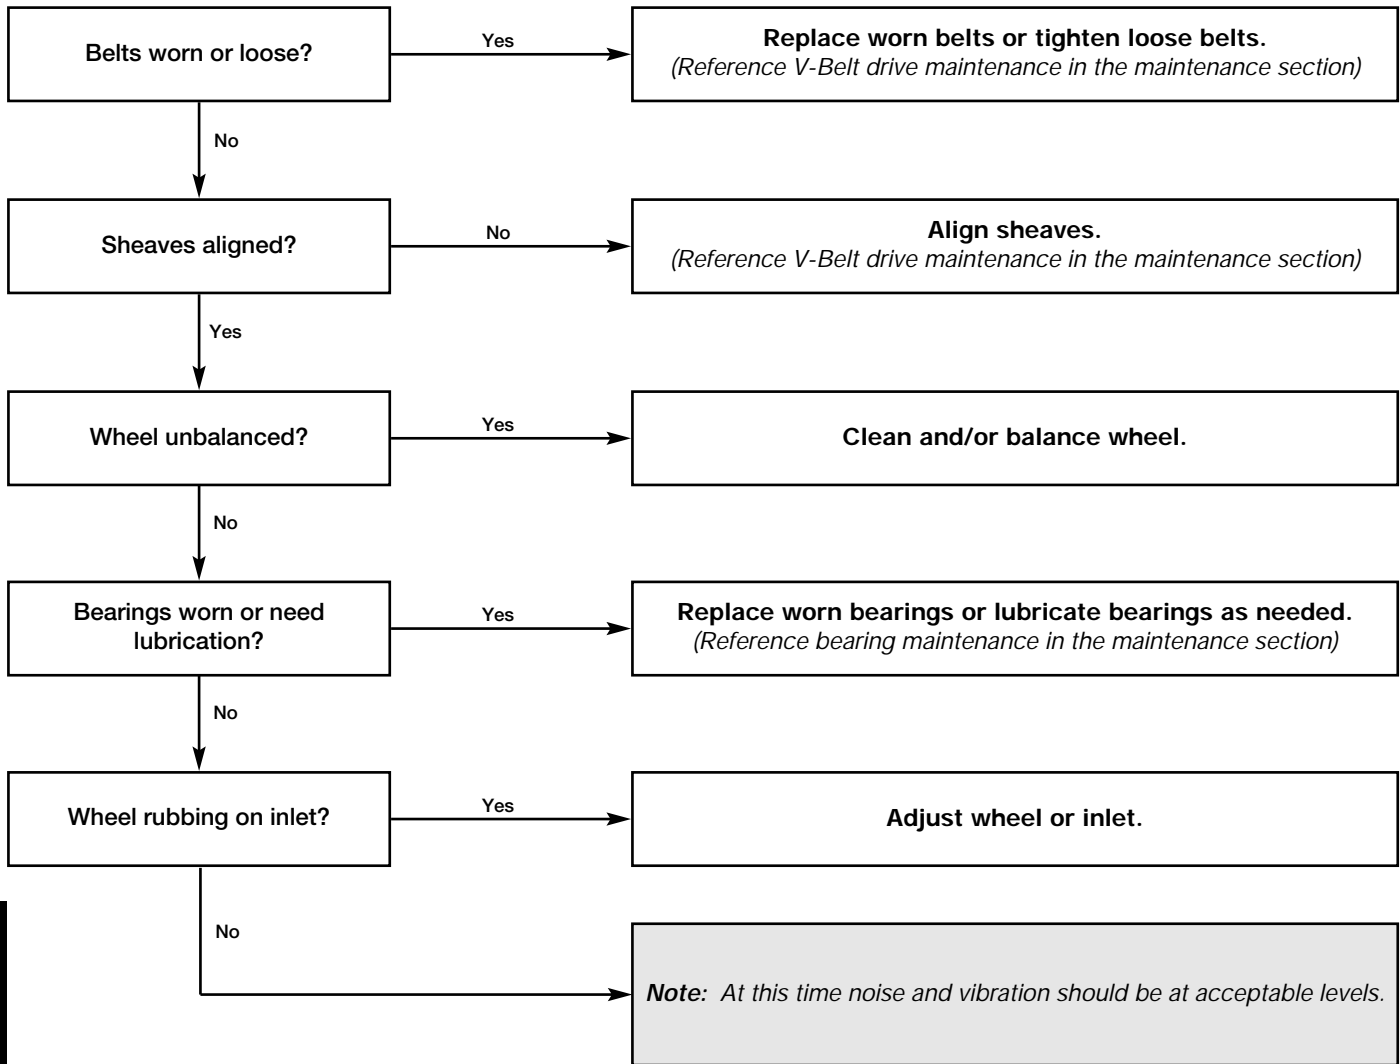 Belts worn or loose?
Yes
Replace worn belts or tighten loose belts.
(Reference V-Belt drive maintenance in the maintenance section)
No
Sheaves aligned?
No
Align sheaves.
(Reference V-Belt drive maintenance in the maintenance section)
Yes
Wheel unbalanced?
Yes
Clean and/or balance wheel.
No
Bearings worn or need
lubrication?
Yes
Replace worn bearings or lubricate bearings as needed.
(Reference bearing maintenance in the maintenance section)
No
Wheel rubbing on inlet?
Yes
Adjust wheel or inlet.
No
Note: At this time noise and vibration should be at acceptable levels.